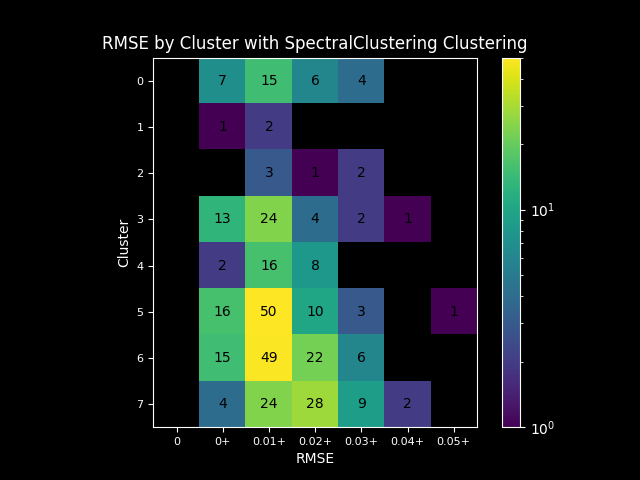 RMSE by Cluster with SpectralClustering Clustering
0 7 15 6 4
1 1 2
2 3 1 2
3 13 24 4 2 1
4 2 16 8
5 16 50 10 3 1
6 15 49 22 6
7 4 24 28 9 2
0 0+ 0.01+ 0.02+ 0.03+ 0.04+ 0.05+
RMSE
Cluster
10¹
10⁰